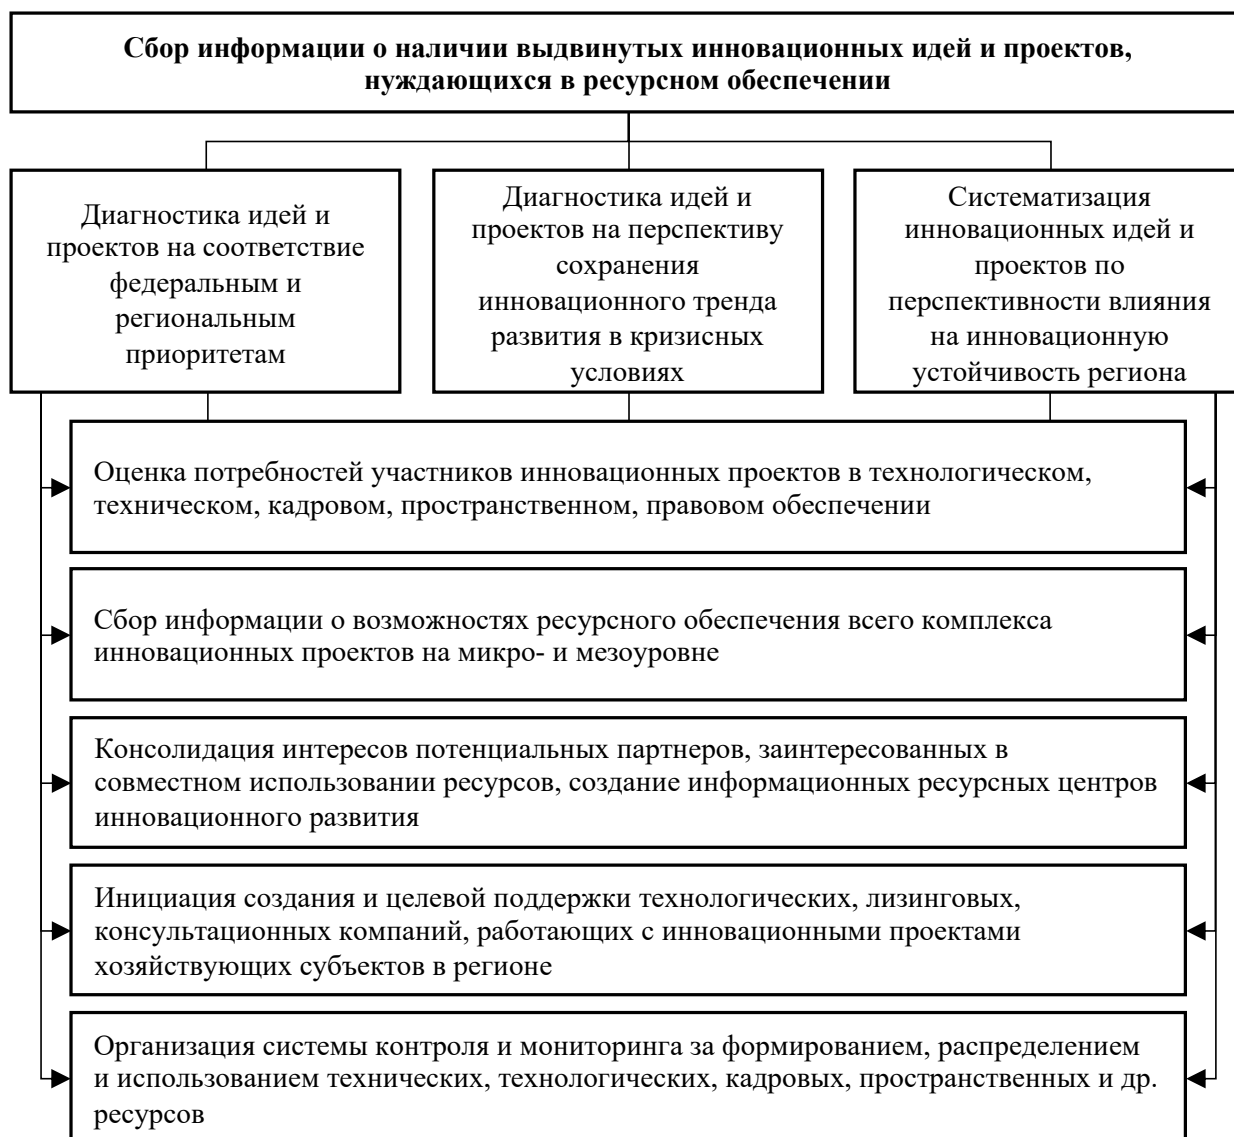 Сбор информации о наличии выдвинутых инновационных идей и проектов,
нуждающихся в ресурсном обеспечении
Диагностика идей и
проектов на соответствие
федеральным и
региональным
приоритетам
Диагностика идей и
проектов на перспективу
сохранения
инновационного тренда
развития в кризисных
условиях
Систематизация
инновационных идей и
проектов по
перспективности влияния
на инновационную
устойчивость региона
Оценка потребностей участников инновационных проектов в технологическом,
техническом, кадровом, пространственном, правовом обеспечении
Сбор информации о возможностях ресурсного обеспечения всего комплекса
инновационных проектов на микро- и мезоуровне
Консолидация интересов потенциальных партнеров, заинтересованных в
совместном использовании ресурсов, создание информационных ресурсных центров
инновационного развития
Инициация создания и целевой поддержки технологических, лизинговых,
консультационных компаний, работающих с инновационными проектами
хозяйствующих субъектов в регионе
Организация системы контроля и мониторинга за формированием, распределением
и использованием технических, технологических, кадровых, пространственных и др.
ресурсов